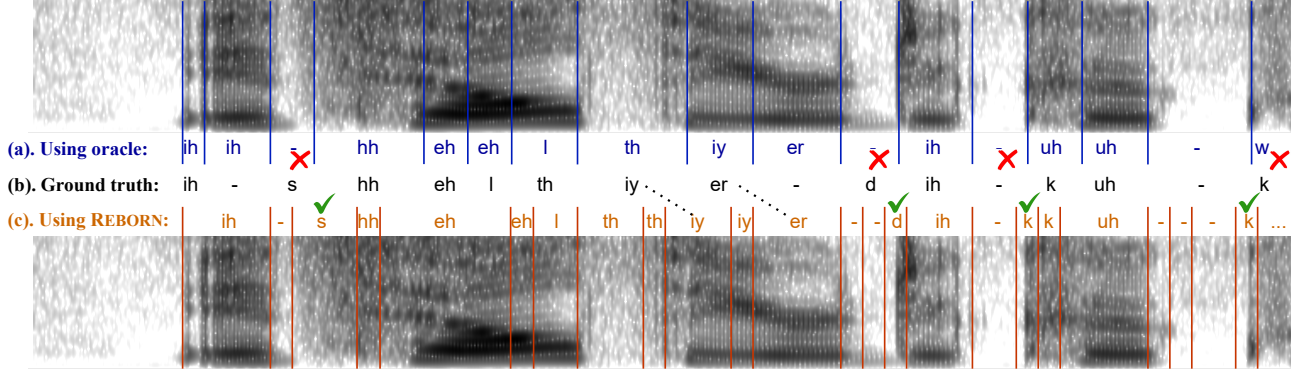 (a). Using oracle: ih ih - hh eh eh l th iy er - ih - uh uh - w
(b). Ground truth: ih - s hh eh l th iy er - d ih - k uh - k
(c). Using REBORN: ih - s hh eh eh l th th iy iy er - - d ih - k k uh - - - k ...